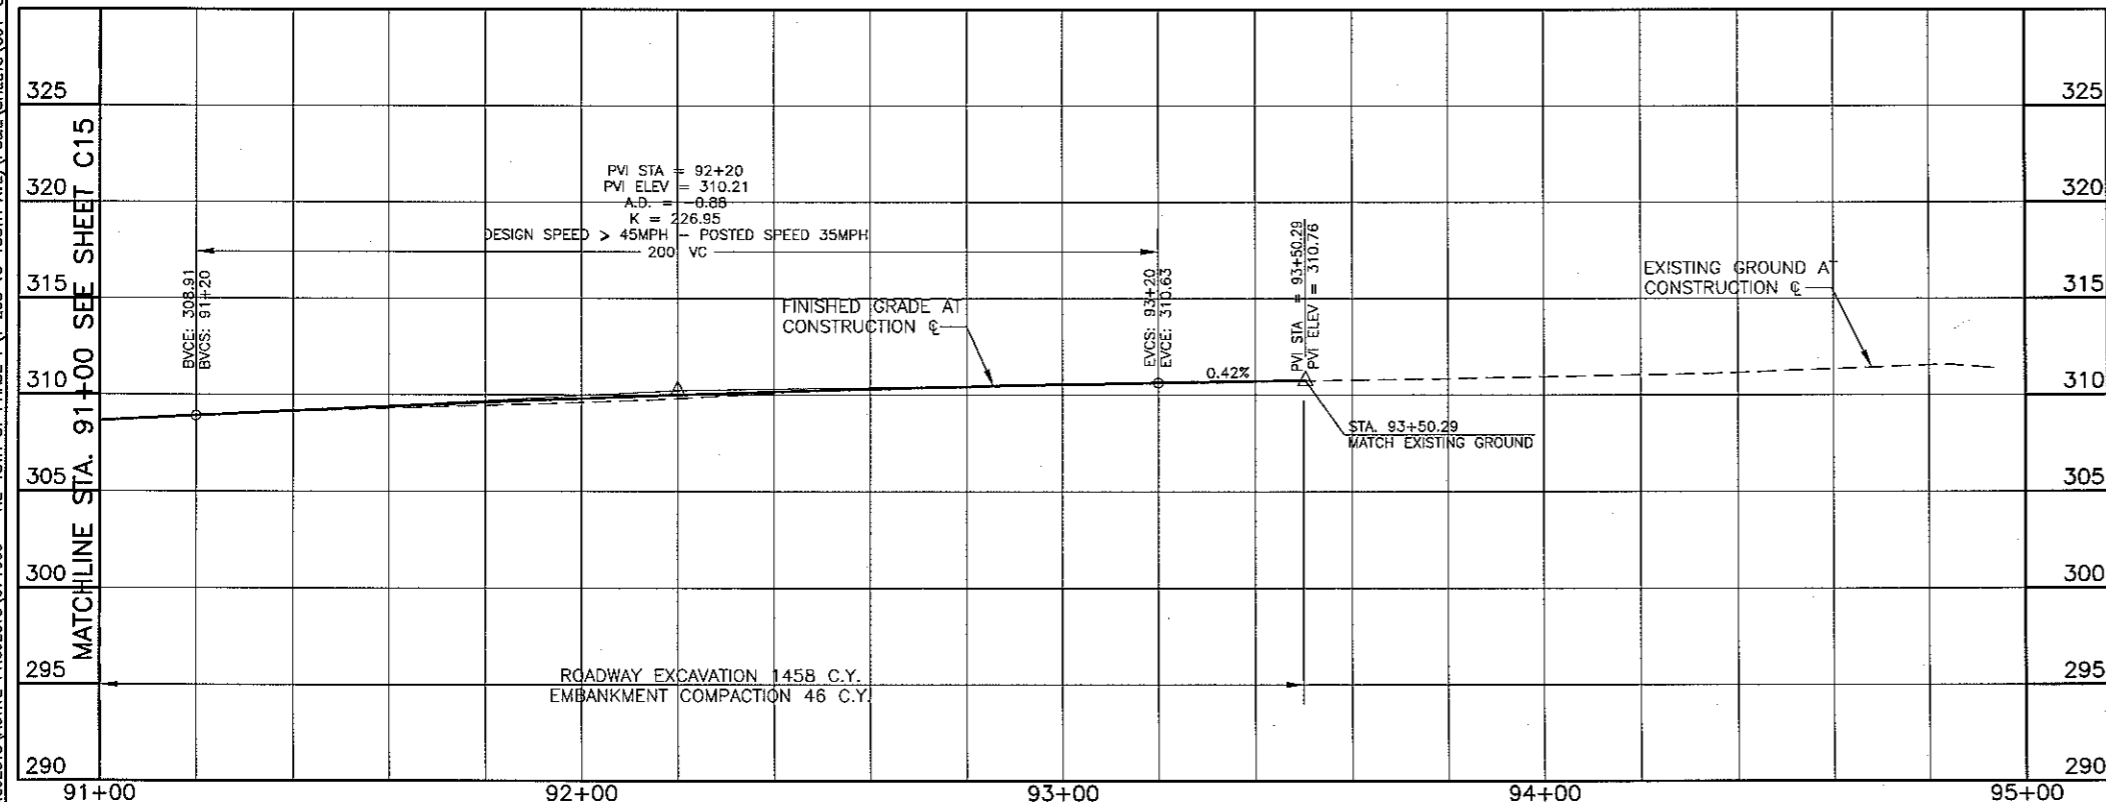 325
320
315
310
305
300
295
290
MATCHLINE STA. 91+00 SEE SHEET C15
BVCE: 308.91
BVCS: 91+20
PVI STA = 92+20
PVI ELEV = 310.21
A.D. = -0.88
K = 226.95
DESIGN SPEED > 45MPH - POSTED SPEED 35MPH
200 VC
FINISHED GRADE AT
CONSTRUCTION ℄
EVCS: 93+20
EVCE: 310.63
0.42%
PVI STA = 93+50.29
PVI ELEV = 310.76
STA. 93+50.29
MATCH EXISTING GROUND
EXISTING GROUND AT
CONSTRUCTION ℄
ROADWAY EXCAVATION 1458 C.Y.
EMBANKMENT COMPACTION 46 C.Y.
325
320
315
310
305
300
295
290
91+00 92+00 93+00 94+00 95+00